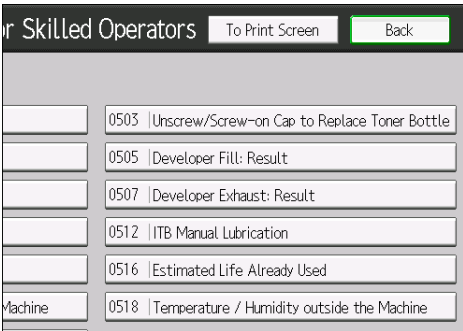 r Skilled Operators
To Print Screen
Back
0503 Unscrew/Screw-on Cap to Replace Toner Bottle
0505 Developer Fill: Result
0507 Developer Exhaust: Result
0512 ITB Manual Lubrication
0516 Estimated Life Already Used
Machine
0518 Temperature / Humidity outside the Machine